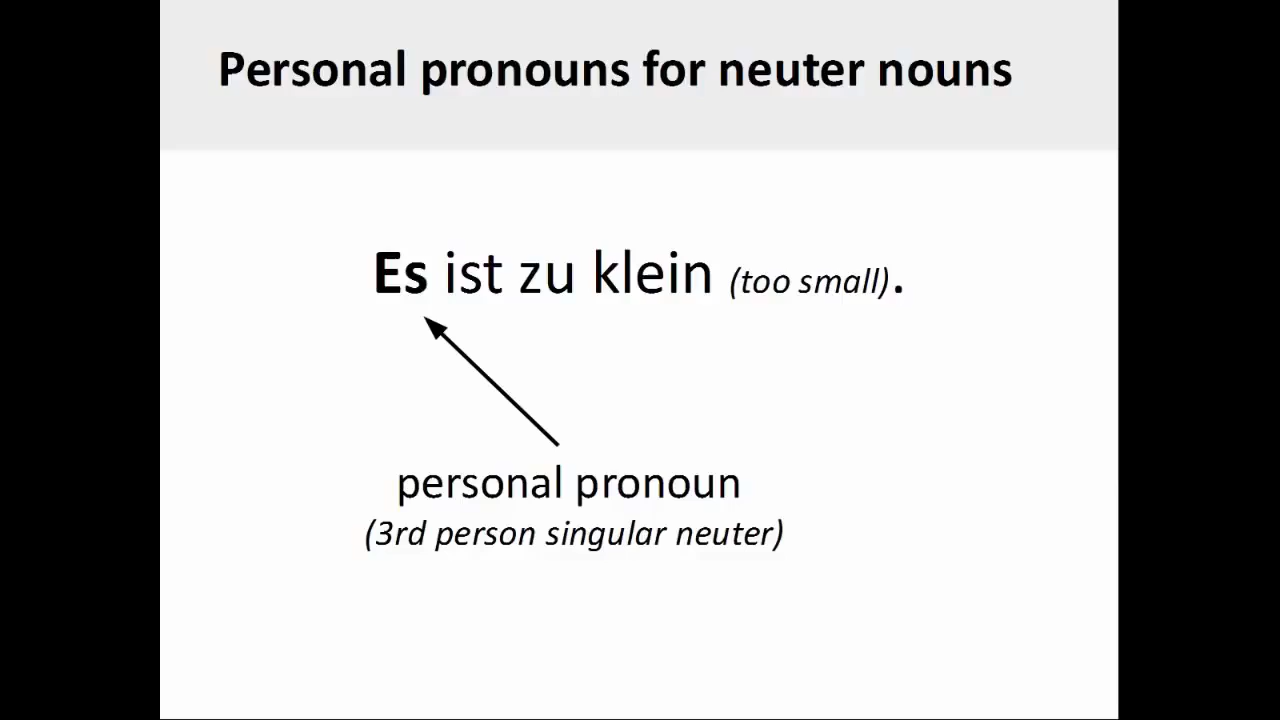 Personal pronouns for neuter nouns
Es ist zu klein (too small).
personal pronoun
(3rd person singular neuter)